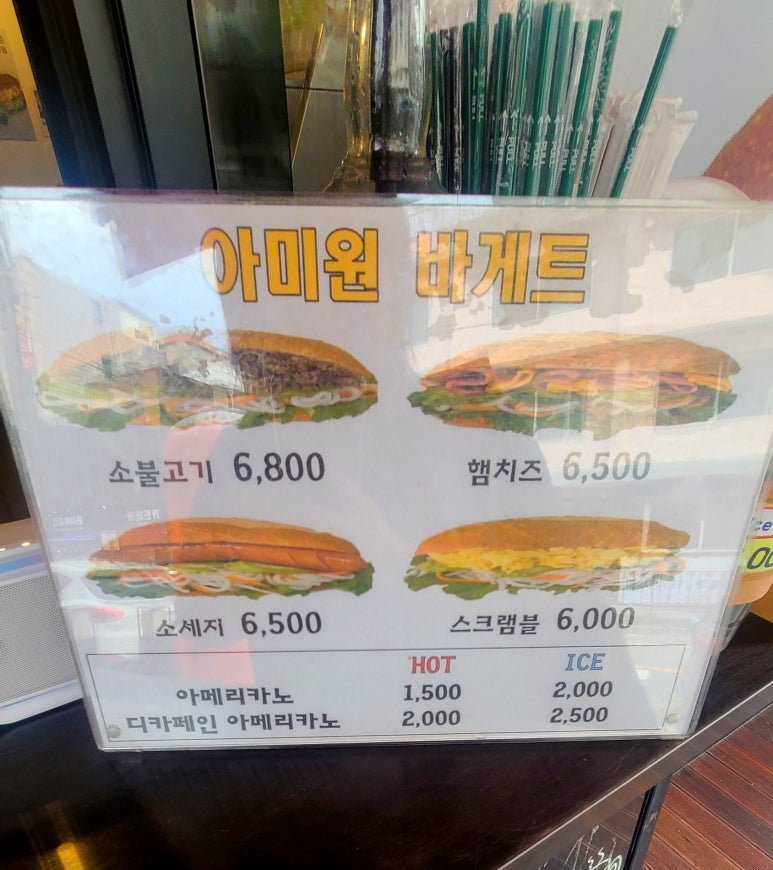 아미원 바게트
소불고기 6,800
햄치즈 6,500
소세지 6,500
스크램블 6,000
HOT ICE
아메리카노 1,500 2,000
디카페인 아메리카노 2,000 2,500